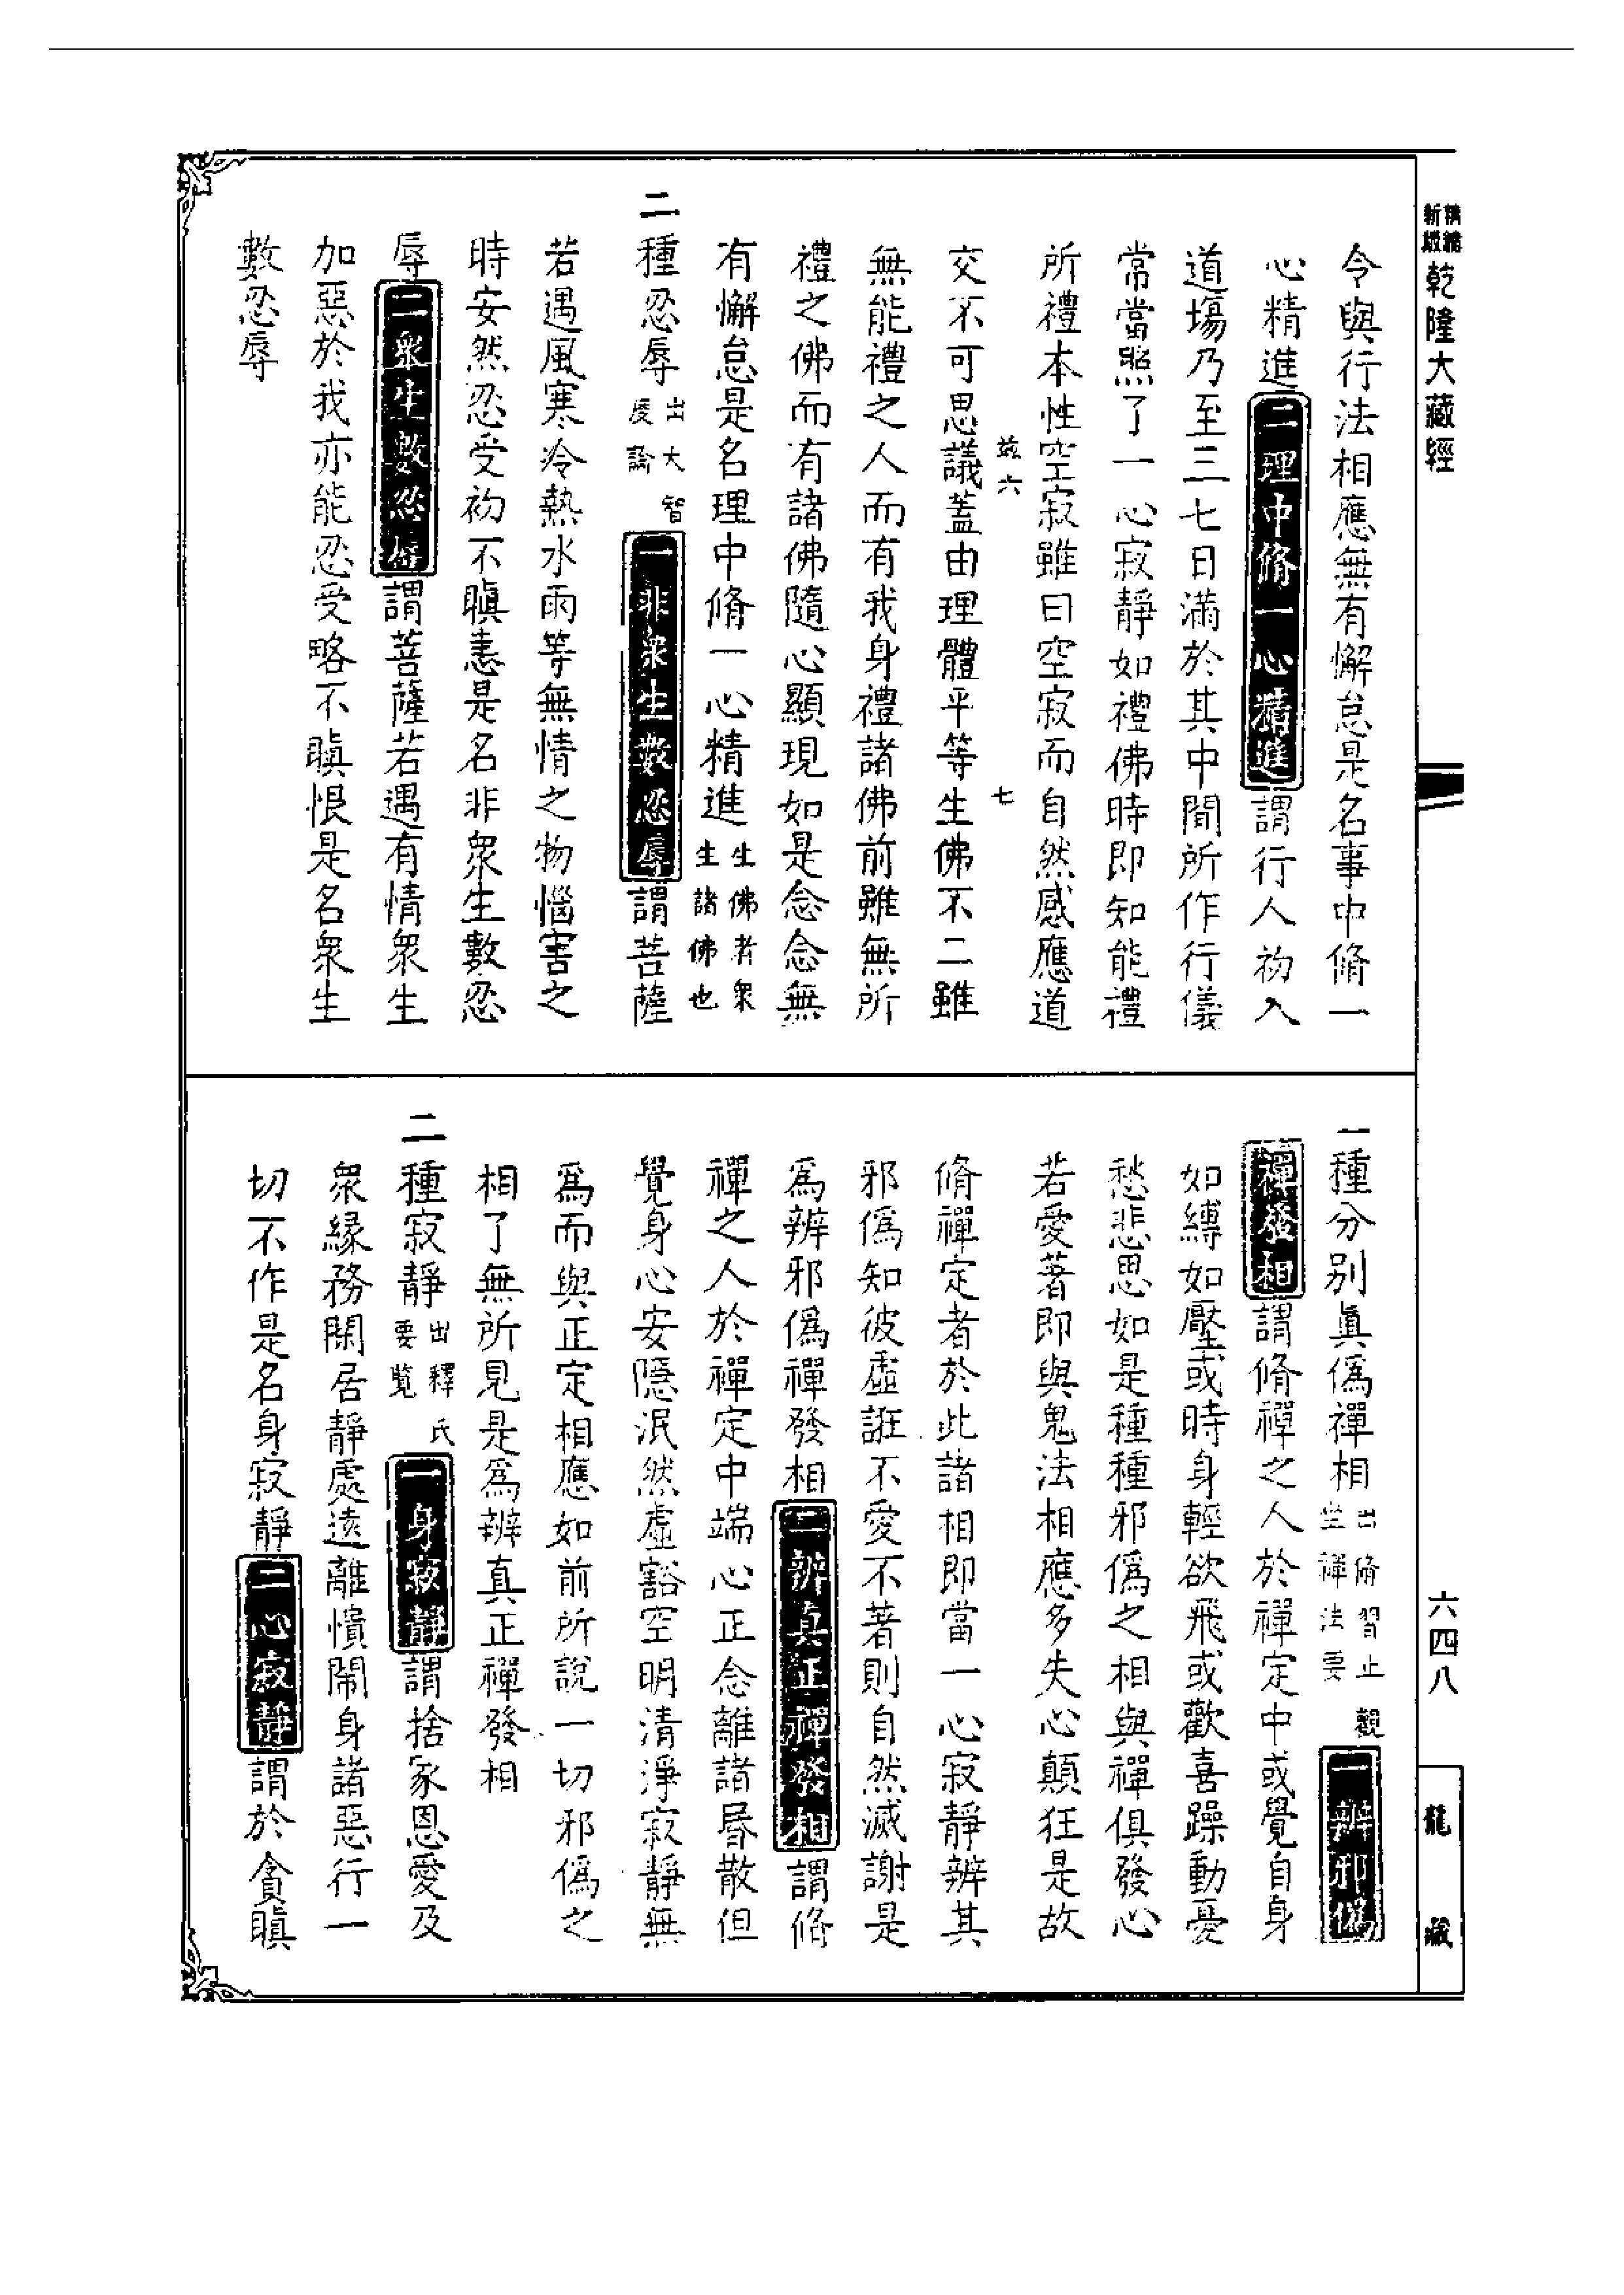 新編縮版
乾隆大藏經
令與行法相應無有懈怠是名事中脩一
心精進二理中脩一心精進謂行人初入
道場乃至三七日滿於其中間所作行儀
常當照了一心寂靜如禮佛時即知能禮
所禮本性空寂雖曰空寂而自然感應道
交不可思議蓋由理體平等生佛不二雖
無能禮之人而有我身禮諸佛前雖無所
禮之佛而有諸佛隨心顯現如是念念無
有懈怠是名理中脩一心精進生佛者衆生諸佛也
二種忍辱出大智度論一非衆生數忍辱謂菩薩
若遇風寒冷熱水雨等無情之物惱害之
時安然忍受初不瞋恚是名非衆生數忍
辱二衆生數忍辱謂菩薩若遇有情衆生
加惡於我亦能忍受略不瞋恨是名衆生
數忍辱
六
七
二種分別眞僞禪相出脩習止觀坐禪法要一辨邪僞
禪發相謂脩禪之人於禪定中或覺自身
如縛如壓或時身輕欲飛或歡喜躁動憂
愁悲思如是種種邪僞之相與禪俱發心
若愛著即與鬼法相應多失心顛狂是故
脩禪定者於此諸相即當一心寂靜辨其
邪僞知彼虛誑不愛不著則自然滅謝是
爲辨邪僞禪發相二辨真正禪發相謂脩
禪之人於禪定中端心正念離諸昏散但
覺身心安隱泯然虛豁空明清淨寂靜無
爲而與正定相應如前所說一切邪僞之
相了無所見是爲辨真正禪發相
二種寂靜出釋氏要覽一身寂靜謂捨家恩愛及
衆緣務閑居靜處遠離憒鬧身諸惡行一
切不作是名身寂靜二心寂靜謂於貪瞋
六四八
龍藏